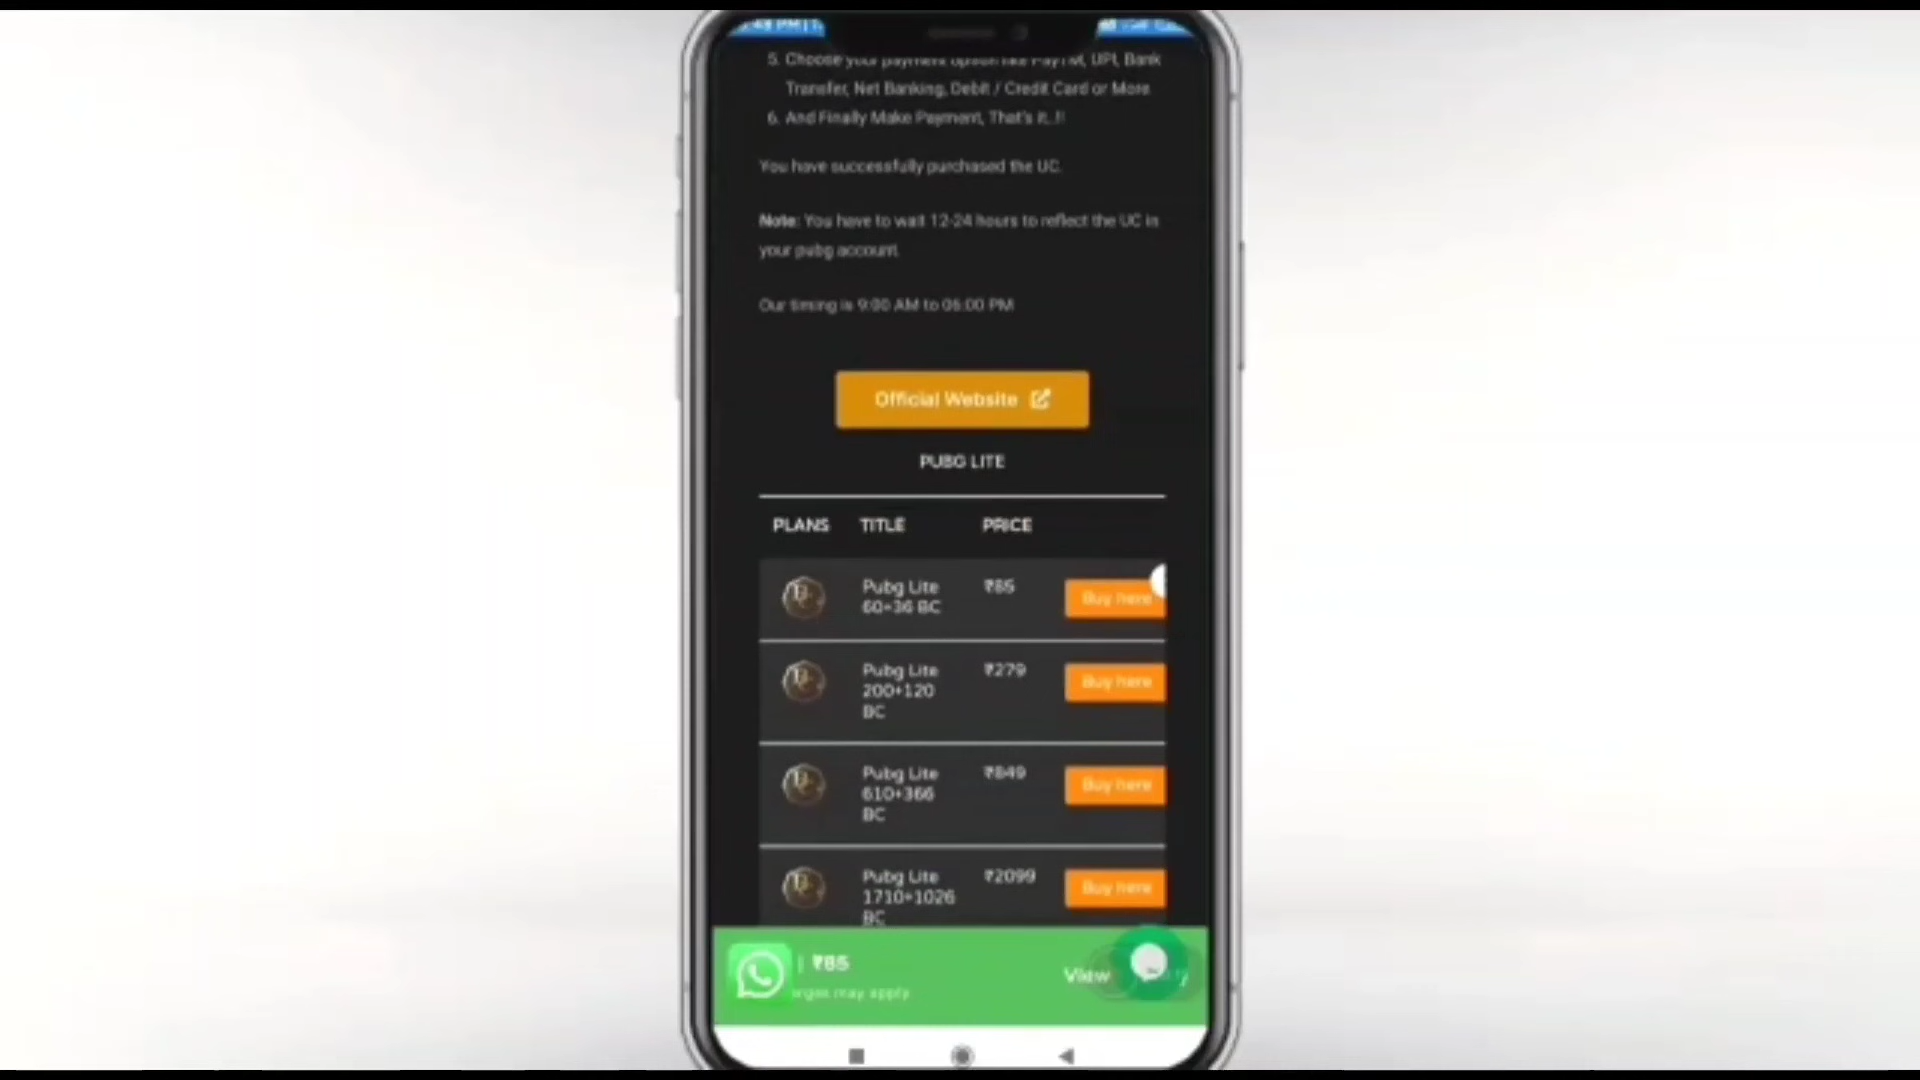 5. Choose your payment option like PayTM, UPI, Bank
Transfer, Net Banking, Debit / Credit Card or More
6. And Finally Make Payment, That's it..!!
You have successfully purchased the UC.
Note: You have to wait 12-24 hours to reflect the UC in
your pubg account.
Our timing is 9:00 AM to 06:00 PM
Official Website
PUBG LITE
PLANS TITLE PRICE
Pubg Lite ₹85 Buy here
60+36 BC
Pubg Lite ₹279 Buy here
200+120
BC
Pubg Lite ₹849 Buy here
610+366
BC
Pubg Lite ₹2099 Buy here
1710+1026
BC
| ₹85
may apply
View